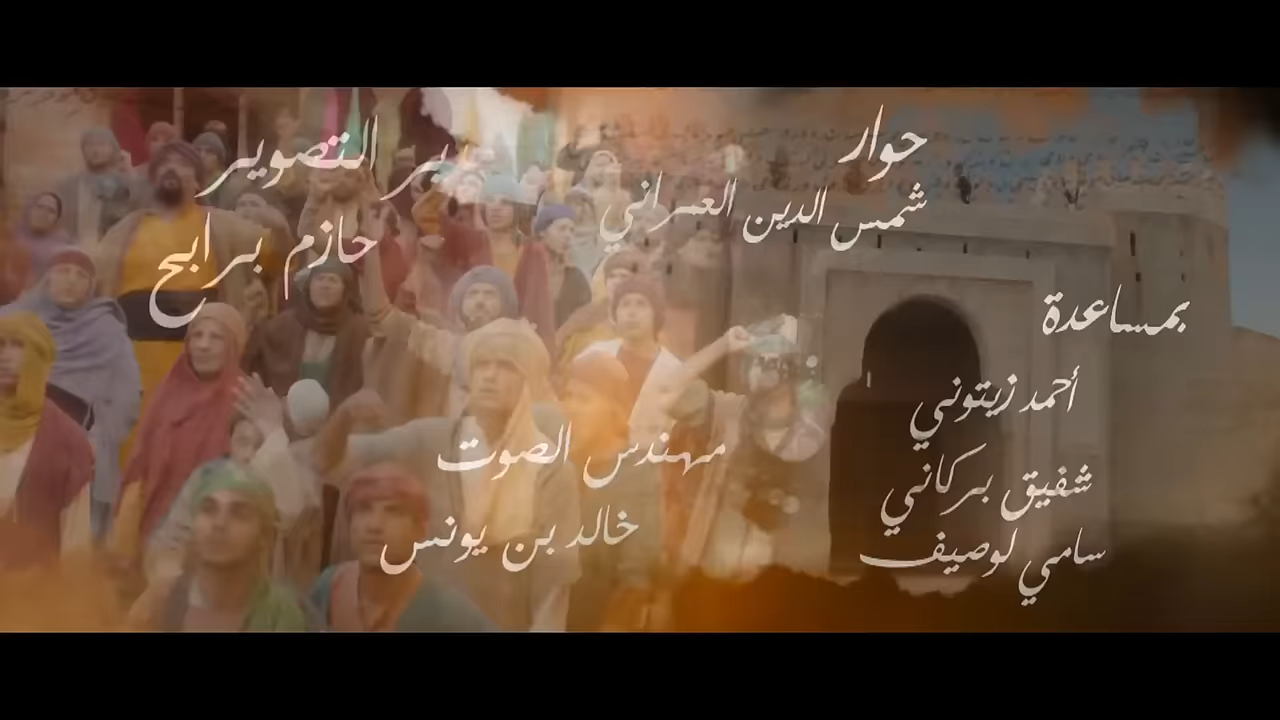 حوار
شمس الدين العمراني
بمساعدة
أحمد زيتوني
شفيق بركاني
سامي لوصيف
مدير التصوير
حازم برابح
مهندس الصوت
خالد بن يونس